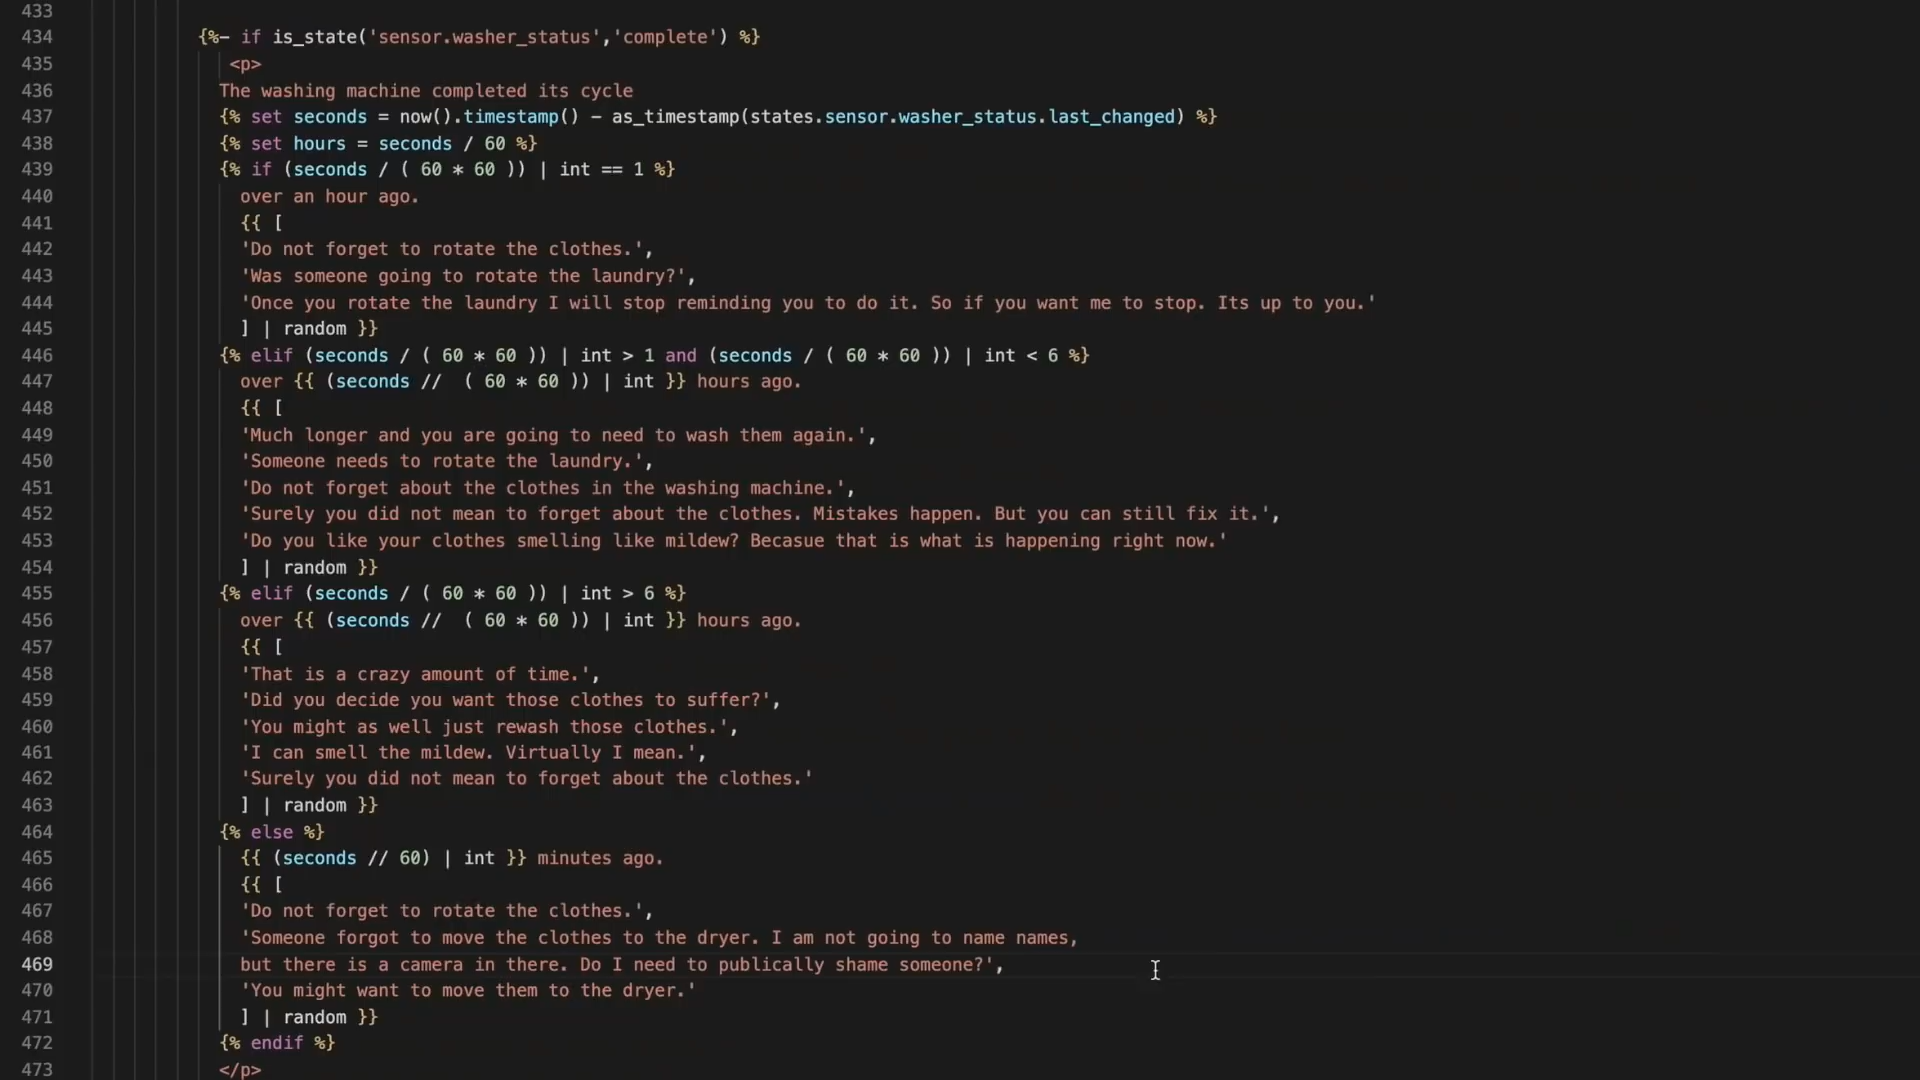 433
434 {%- if is_state('sensor.washer_status','complete') %}
435 <p>
436 The washing machine completed its cycle
437 {% set seconds = now().timestamp() - as_timestamp(states.sensor.washer_status.last_changed) %}
438 {% set hours = seconds / 60 %}
439 {% if (seconds / ( 60 * 60 )) | int == 1 %}
440 over an hour ago.
441 {{ [
442 'Do not forget to rotate the clothes.',
443 'Was someone going to rotate the laundry?',
444 'Once you rotate the laundry I will stop reminding you to do it. So if you want me to stop. Its up to you.'
445 ] | random }}
446 {% elif (seconds / ( 60 * 60 )) | int > 1 and (seconds / ( 60 * 60 )) | int < 6 %}
447 over {{ (seconds //  ( 60 * 60 )) | int }} hours ago.
448 {{ [
449 'Much longer and you are going to need to wash them again.',
450 'Someone needs to rotate the laundry.',
451 'Do not forget about the clothes in the washing machine.',
452 'Surely you did not mean to forget about the clothes. Mistakes happen. But you can still fix it.',
453 'Do you like your clothes smelling like mildew? Becasue that is what is happening right now.'
454 ] | random }}
455 {% elif (seconds / ( 60 * 60 )) | int > 6 %}
456 over {{ (seconds //  ( 60 * 60 )) | int }} hours ago.
457 {{ [
458 'That is a crazy amount of time.',
459 'Did you decide you want those clothes to suffer?',
460 'You might as well just rewash those clothes.',
461 'I can smell the mildew. Virtually I mean.',
462 'Surely you did not mean to forget about the clothes.'
463 ] | random }}
464 {% else %}
465 {{ (seconds // 60) | int }} minutes ago.
466 {{ [
467 'Do not forget to rotate the clothes.',
468 'Someone forgot to move the clothes to the dryer. I am not going to name names,
469 but there is a camera in there. Do I need to publically shame someone?',
470 'You might want to move them to the dryer.'
471 ] | random }}
472 {% endif %}
473 </p>